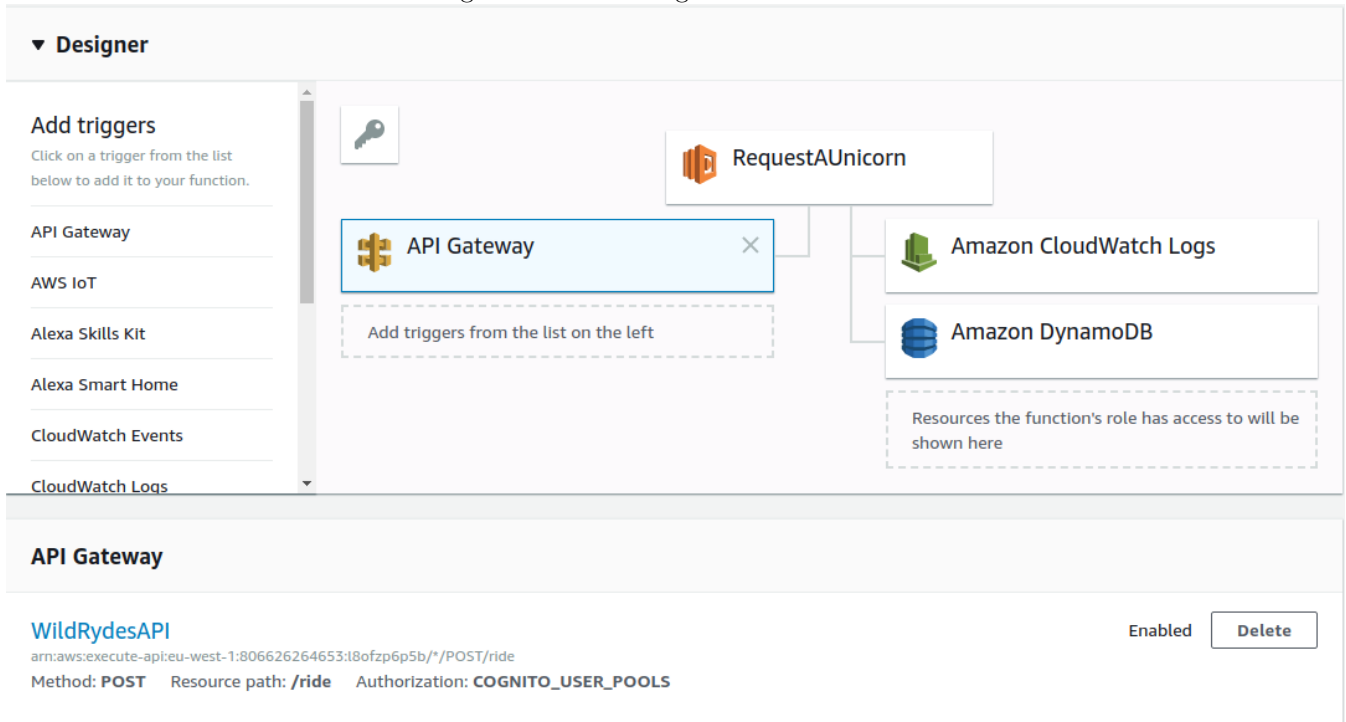 ▼ Designer
Add triggers
Click on a trigger from the list
below to add it to your function.
API Gateway
AWS IoT
Alexa Skills Kit
Alexa Smart Home
CloudWatch Events
CloudWatch Logs
RequestAUnicorn
API Gateway
Add triggers from the list on the left
Amazon CloudWatch Logs
Amazon DynamoDB
Resources the function's role has access to will be
shown here
API Gateway
WildRydesAPI
Enabled Delete
arn:aws:execute-api:eu-west-1:806626264653:l8ofzp6p5b/*/POST/ride
Method: POST Resource path: /ride Authorization: COGNITO_USER_POOLS